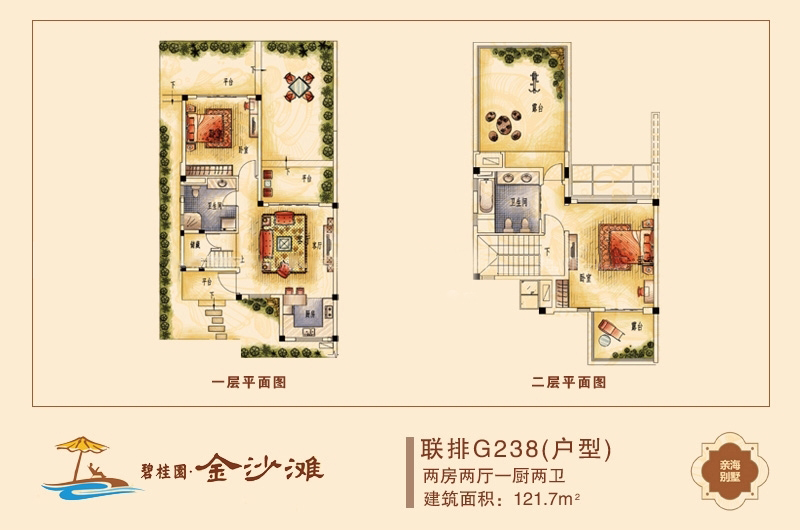 下
平台
卧室
下
平台
卫生间
客厅
储藏
上
平台
下
厨房
露台
卫生间
下
卧室
露台
一层平面图
二层平面图
碧桂园·金沙滩
联排G238(户型)
两房两厅一厨两卫
建筑面积：121.7m²
亲海
别墅